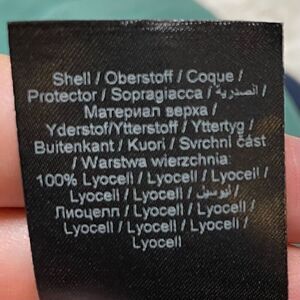 Shell / Oberstoff / Coque /
Protector / Sopragiacca / الصدرية /
Материал верха /
Yderstof/Ytterstoff / Yttertyg /
Buitenkant / Kuori / Svrchní část
/ Warstwa wierzchnia:
100% Lyocell / Lyocell / Lyocell /
Lyocell / Lyocell / ليوسيل /
Лиоцелл / Lyocell / Lyocell /
Lyocell / Lyocell / Lyocell /
Lyocell